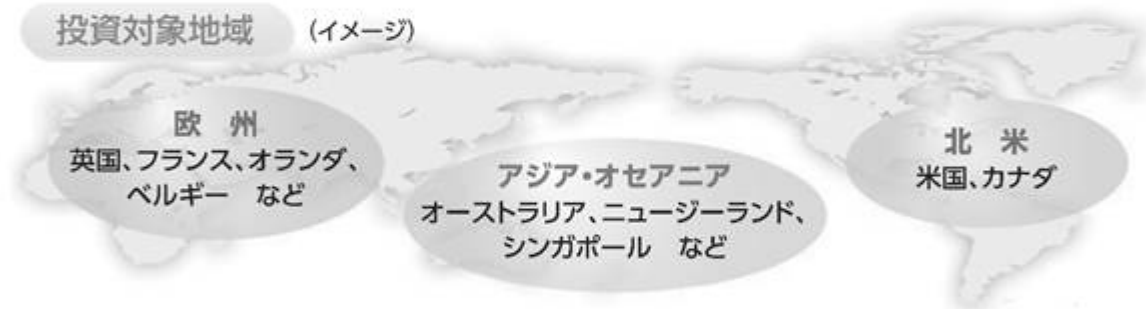 投資対象地域 (イメージ)
欧 州
英国、フランス、オランダ、
ベルギー など
アジア・オセアニア
オーストラリア、ニュージーランド、
シンガポール など
北 米
米国、カナダ